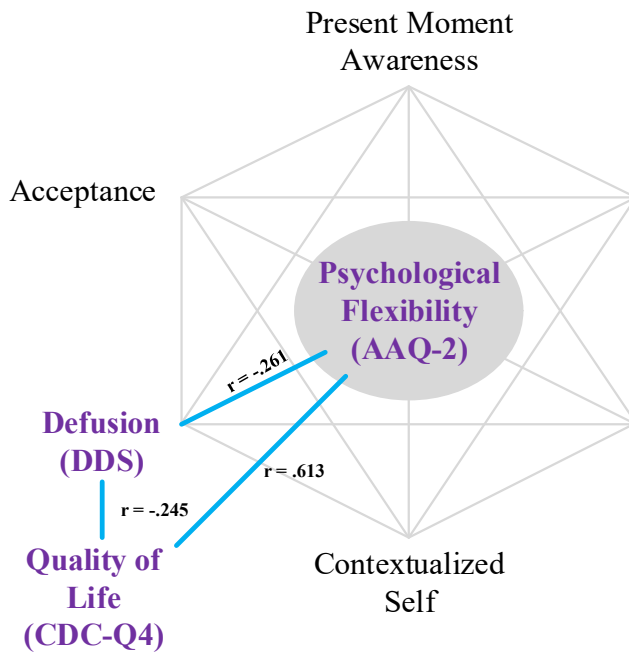 Present Moment
Awareness
Acceptance
Psychological
Flexibility
(AAQ-2)
r = -.261
Defusion
(DDS)
r = .613
r = -.245
Quality of
Life
(CDC-Q4)
Contextualized
Self